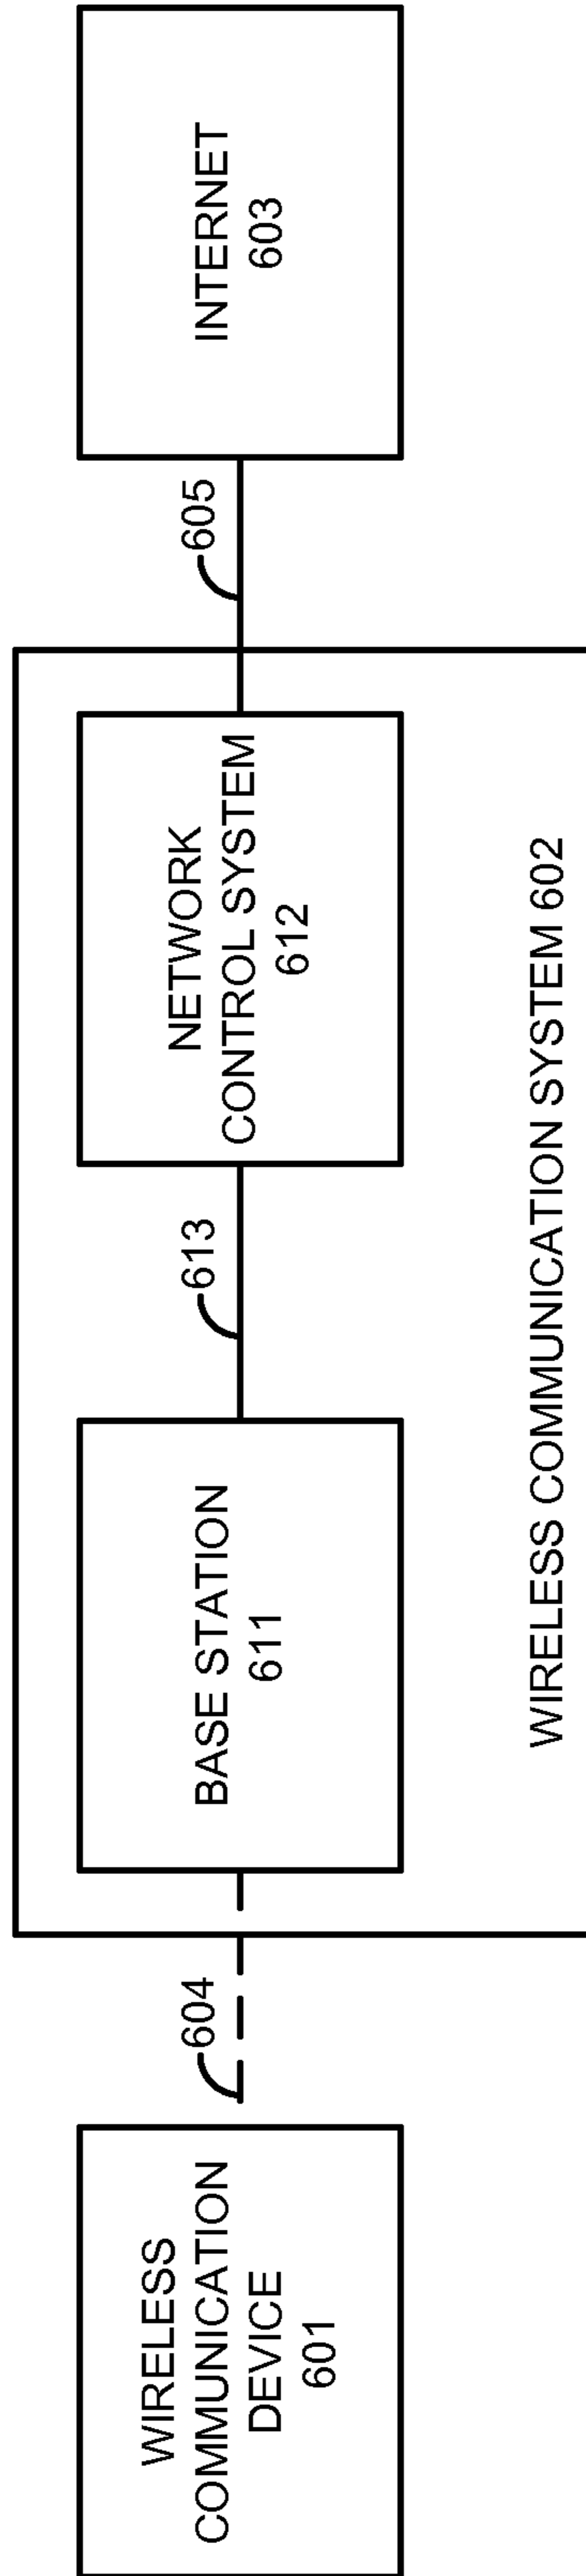 WIRELESS
COMMUNICATION
DEVICE
601
604
BASE STATION
611
613
NETWORK
CONTROL SYSTEM
612
605
INTERNET
603
WIRELESS COMMUNICATION SYSTEM 602